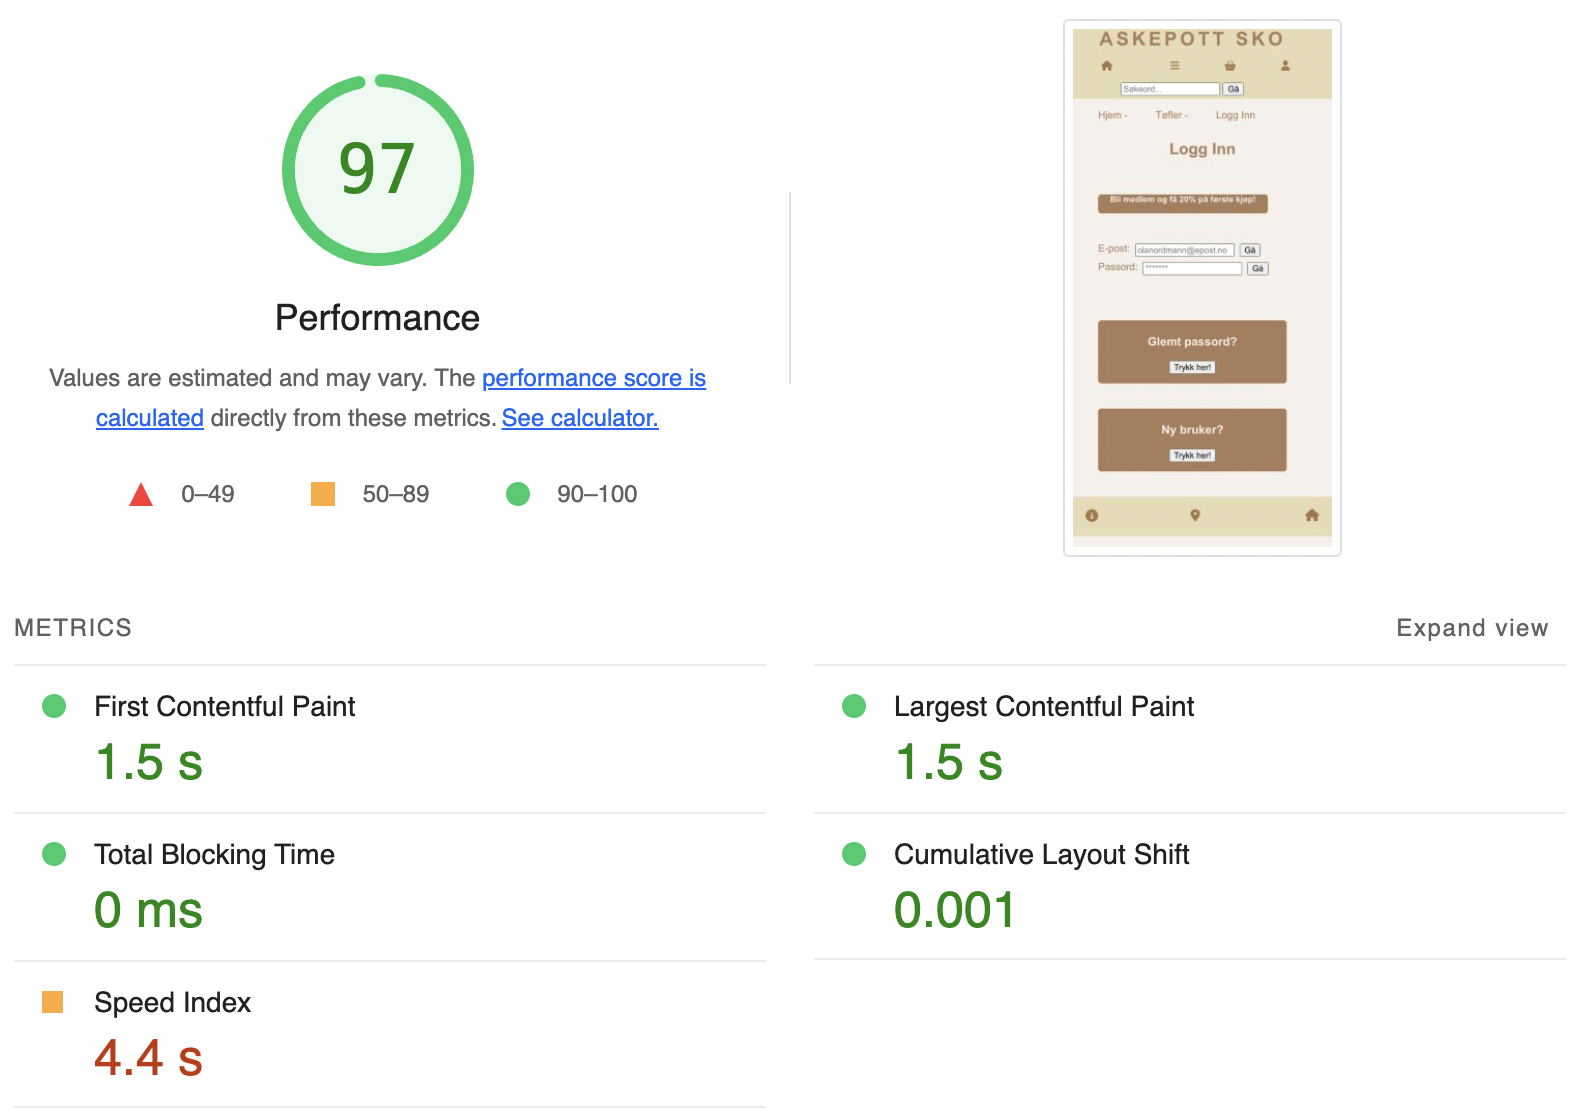 97
Performance
Values are estimated and may vary. The performance score is
calculated directly from these metrics. See calculator.
0–49
50–89
90–100
ASKEPOTT SKO
Søkeord...
Gå
Hjem -
Tøfler -
Logg Inn
Logg Inn
Bli medlem og få 20% på første kjøp!
E-post:
olanordmann@epost.no
Gå
Passord:
*******
Gå
Glemt passord?
Trykk her!
Ny bruker?
Trykk her!
METRICS
Expand view
First Contentful Paint
1.5 s
Largest Contentful Paint
1.5 s
Total Blocking Time
0 ms
Cumulative Layout Shift
0.001
Speed Index
4.4 s